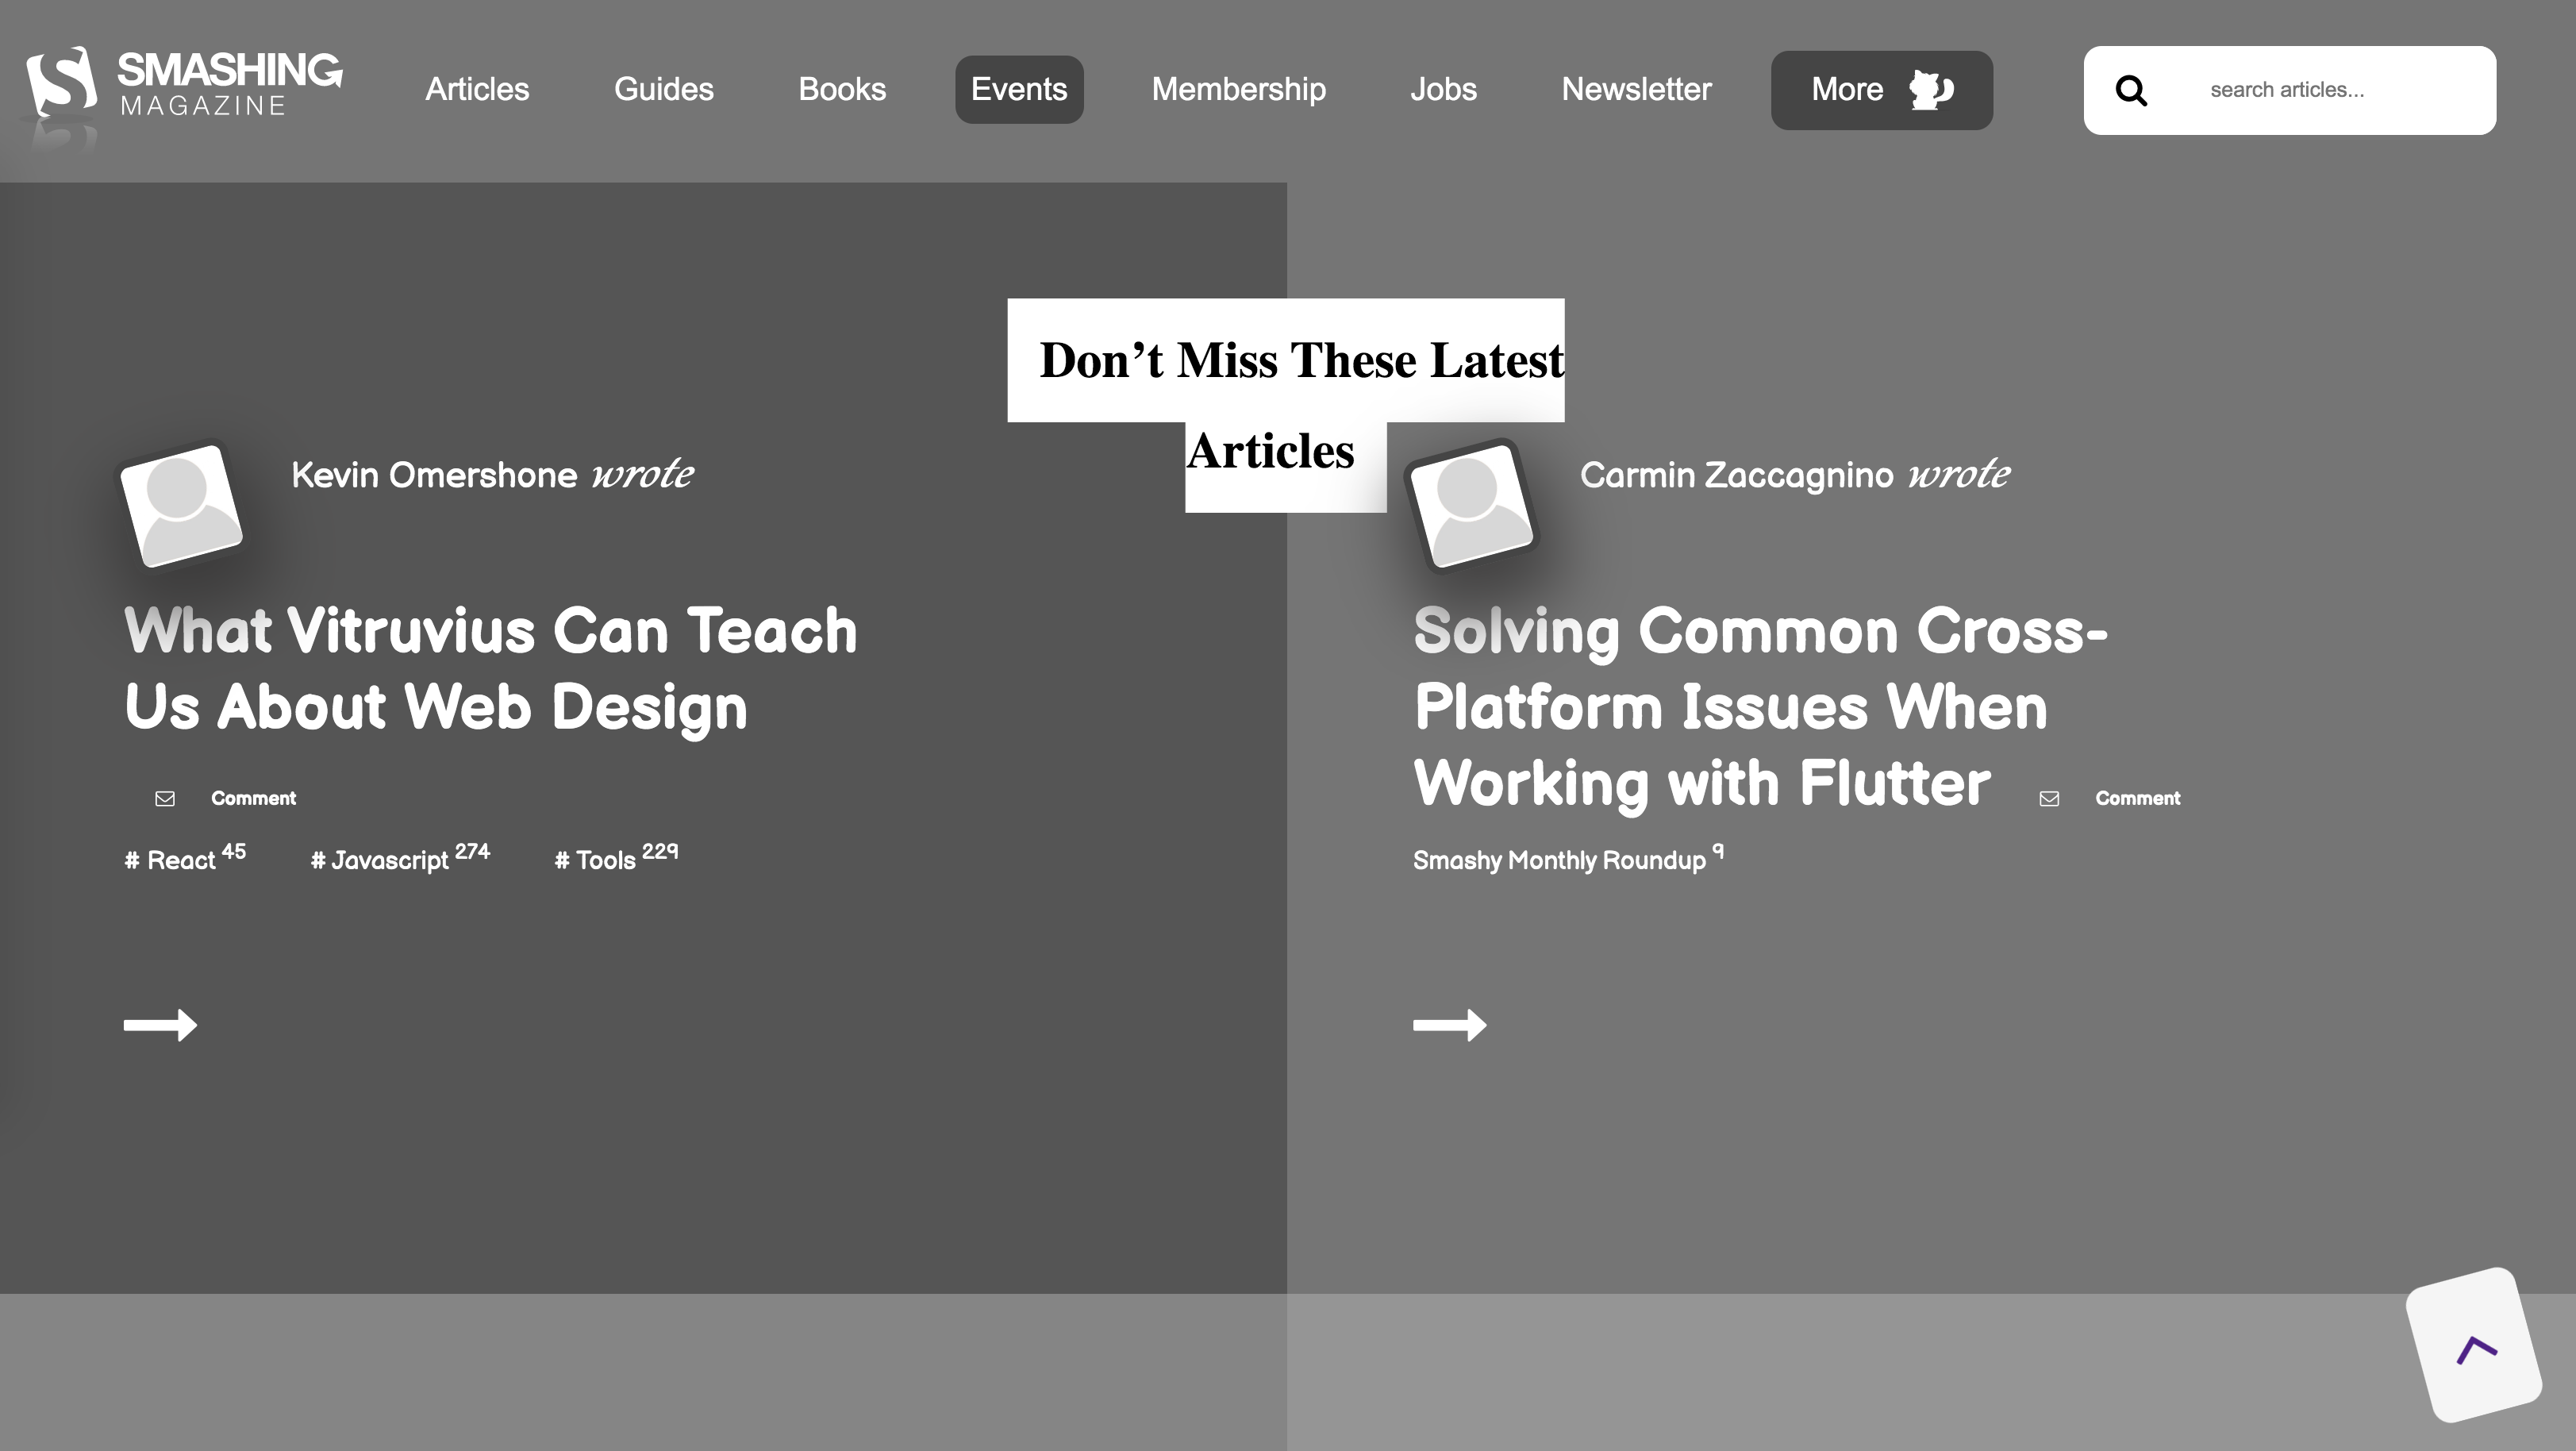 SMASHING
MAGAZINE
Articles
Guides
Books
Events
Membership
Jobs
Newsletter
More
search articles...
Don’t Miss These Latest
Articles
Kevin Omershone wrote
What Vitruvius Can Teach
Us About Web Design
Comment
# React 45
# Javascript 274
# Tools 229
Carmin Zaccagnino wrote
Solving Common Cross-
Platform Issues When
Working with Flutter
Comment
Smashy Monthly Roundup 9